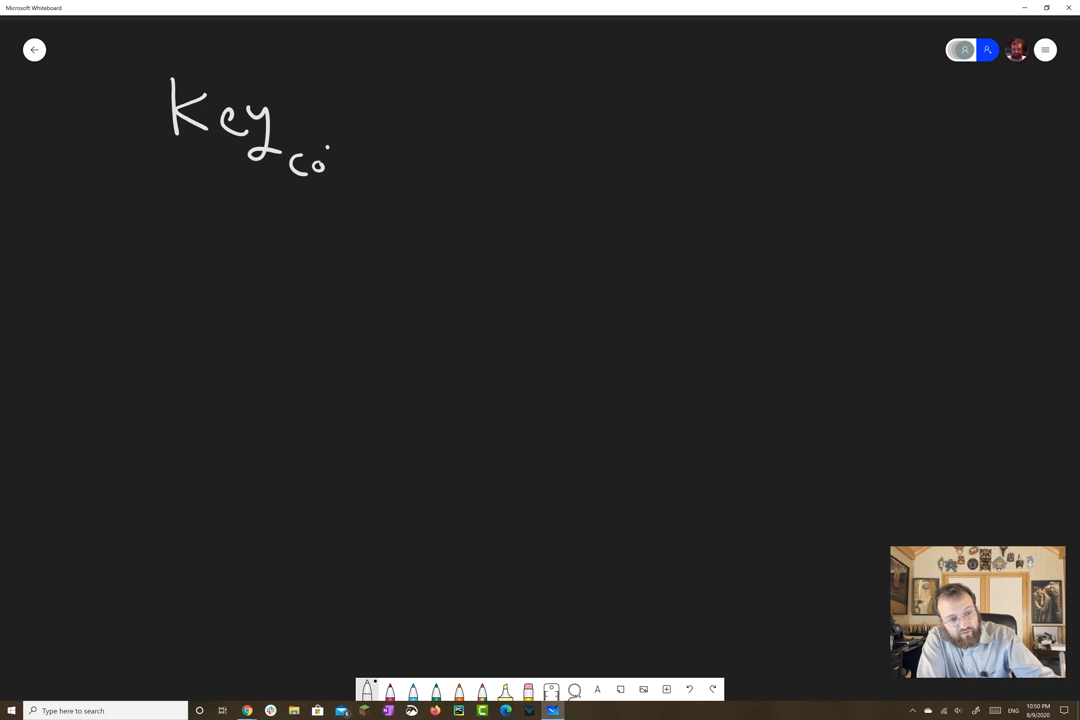 Microsoft Whiteboard
Key
Co
Type here to search
ENG
10:50 PM
8/9/2020